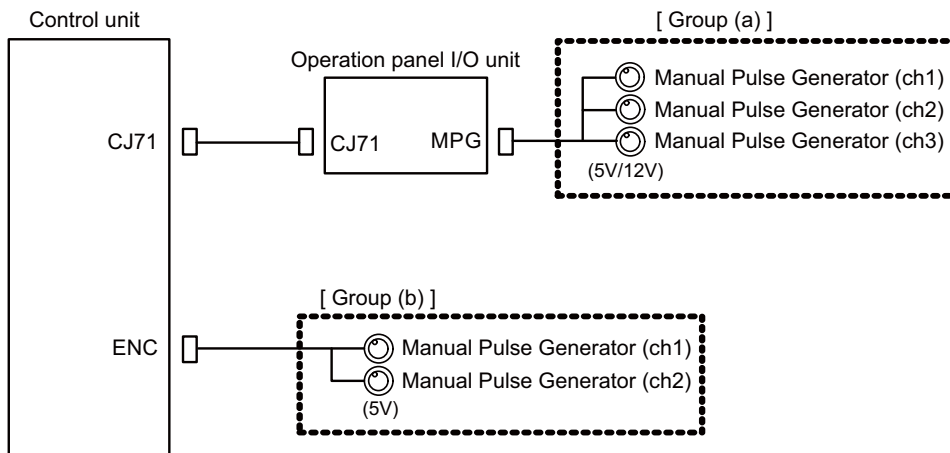 Control unit
[ Group (a) ]
Operation panel I/O unit
Manual Pulse Generator (ch1)
Manual Pulse Generator (ch2)
CJ71
CJ71
MPG
Manual Pulse Generator (ch3)
(5V/12V)
[ Group (b) ]
ENC
Manual Pulse Generator (ch1)
Manual Pulse Generator (ch2)
(5V)